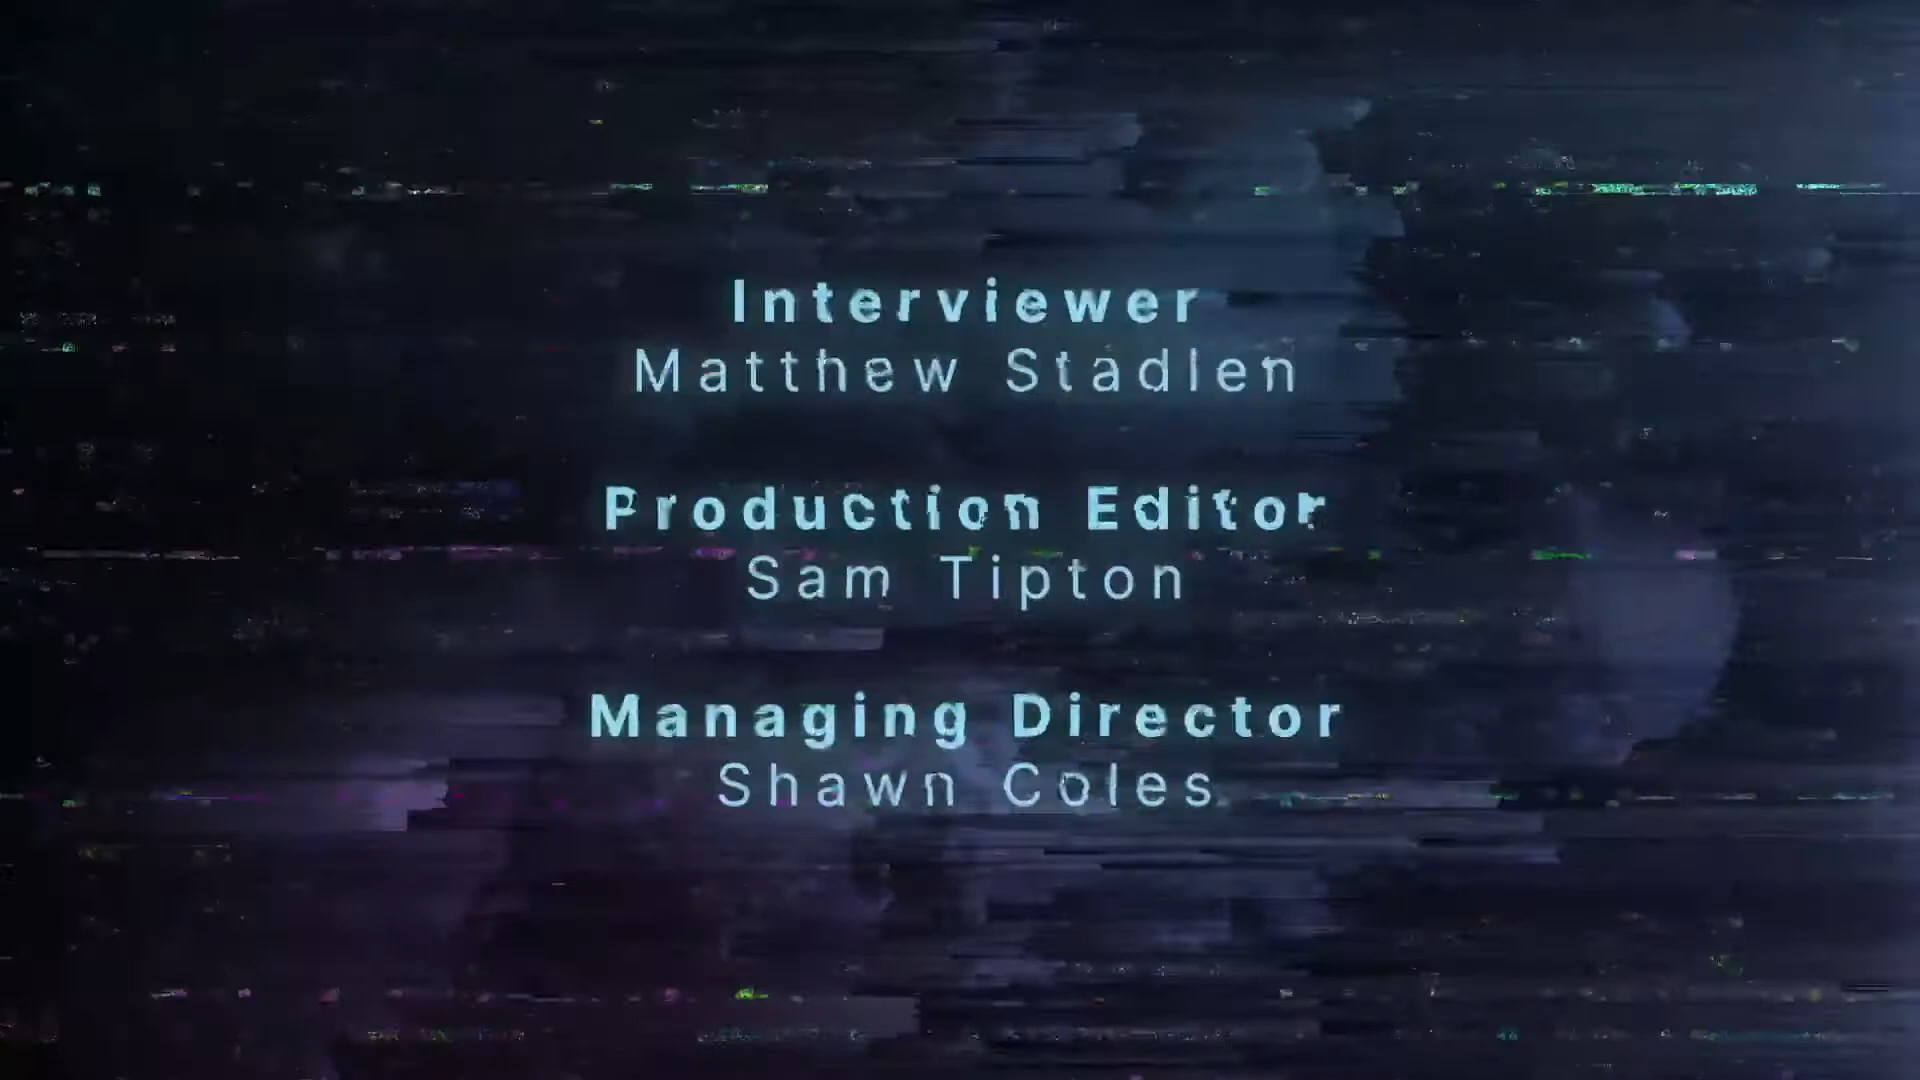 Interviewer
Matthew Stadlen
Production Editor
Sam Tipton
Managing Director
Shawn Coles